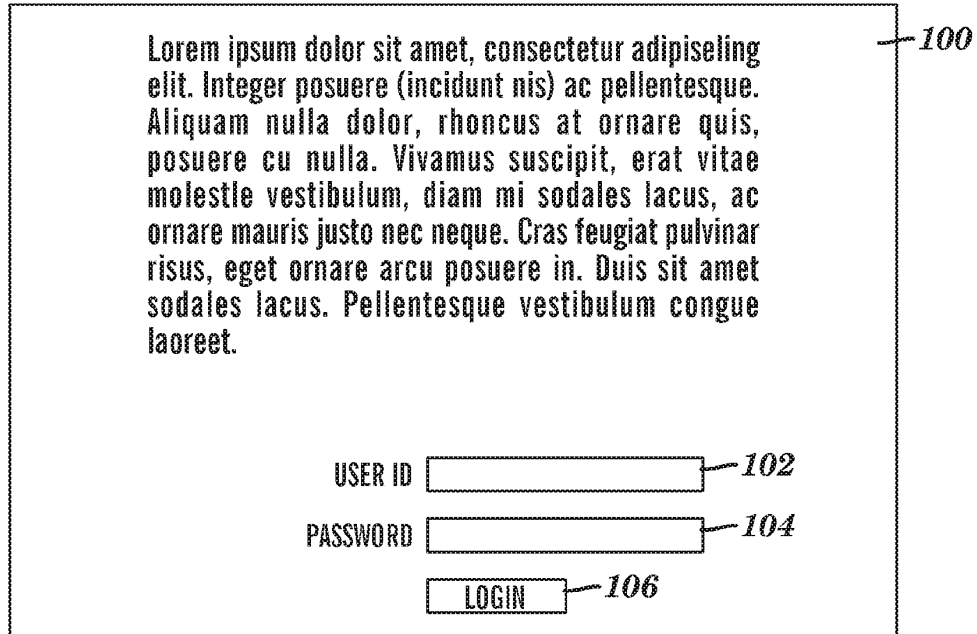 Lorem ipsum dolor sit amet, consectetur adipiseling
elit. Integer posuere (incidunt nis) ac pellentesque.
Aliquam nulla dolor, rhoncus at ornare quis,
posuere cu nulla. Vivamus suscipit, erat vitae
molestle vestibulum, diam mi sodales lacus, ac
ornare mauris justo nec neque. Cras feugiat pulvinar
risus, eget ornare arcu posuere in. Duis sit amet
sodales lacus. Pellentesque vestibulum congue
laoreet.
100
USER ID 102
PASSWORD 104
LOGIN 106